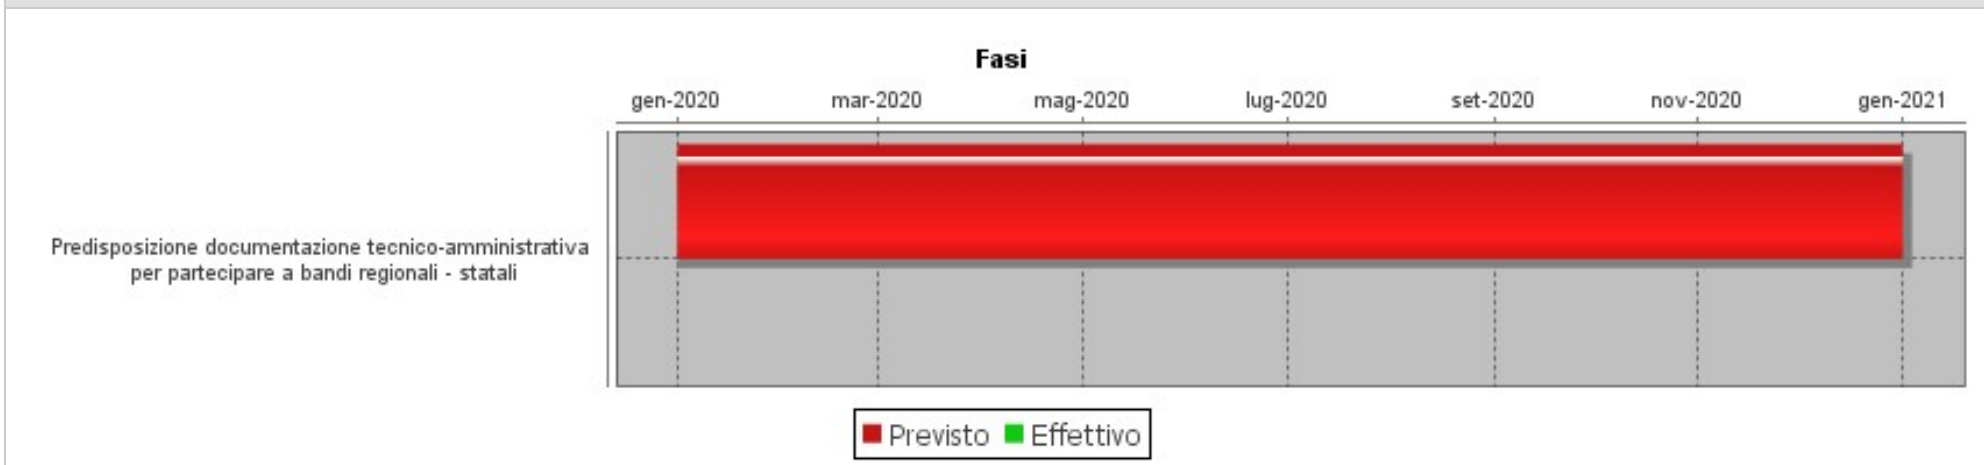 Fasi
gen-2020 mar-2020 mag-2020 lug-2020 set-2020 nov-2020 gen-2021
Predisposizione documentazione tecnico-amministrativa
per partecipare a bandi regionali - statali
Previsto Effettivo